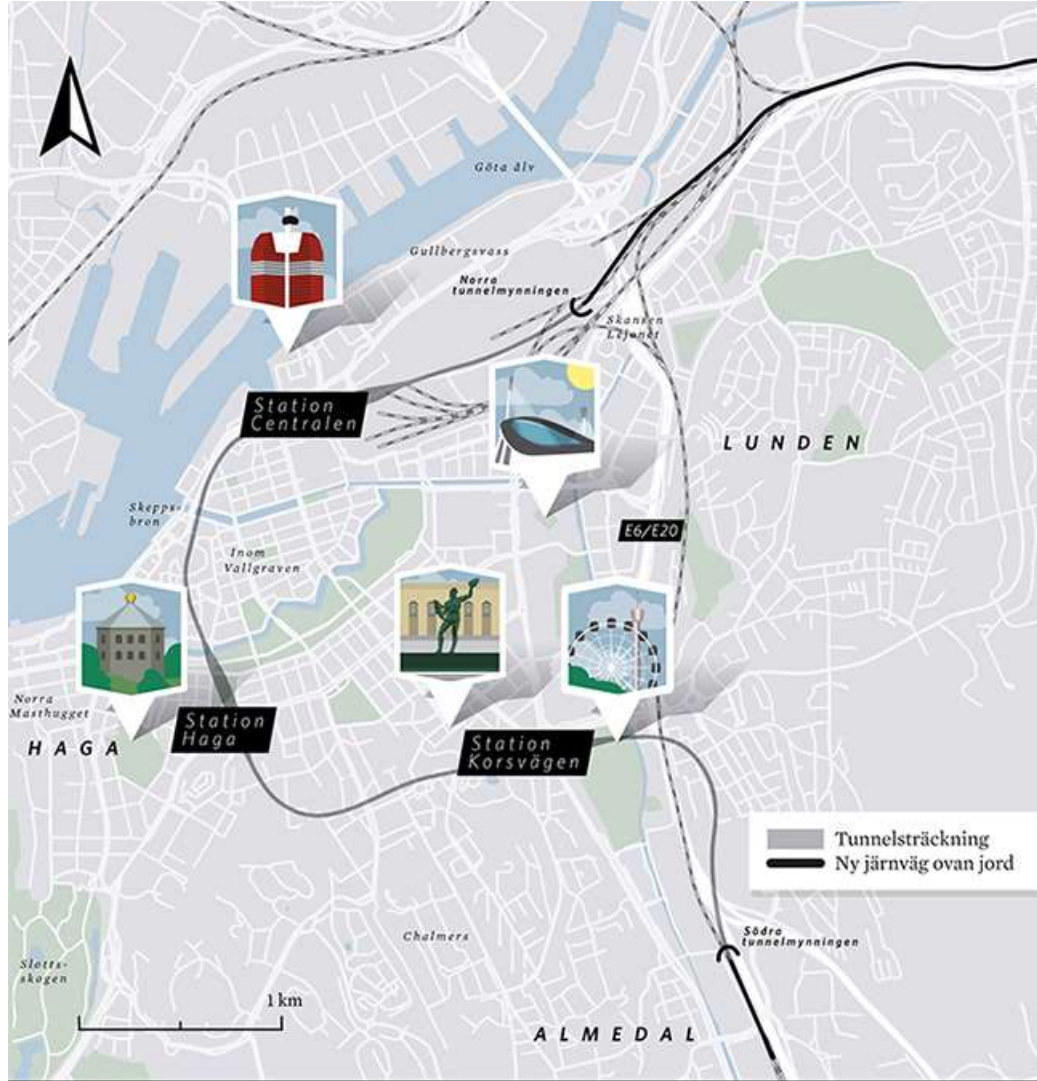 Göta älv
Gullbergsvass
Norra
tunnelmynningen
Skansen
Lejonet
Station
Centralen
LUNDEN
Skepps-
bron
E6/E20
Inom
Vallgraven
Norra
Masthugget
HAGA
Station
Haga
Station
Korsvägen
Tunnelsträckning
Ny järnväg ovan jord
Chalmers
Södra
tunnelmynningen
Slotts-
skogen
1 km
ALMEDAL